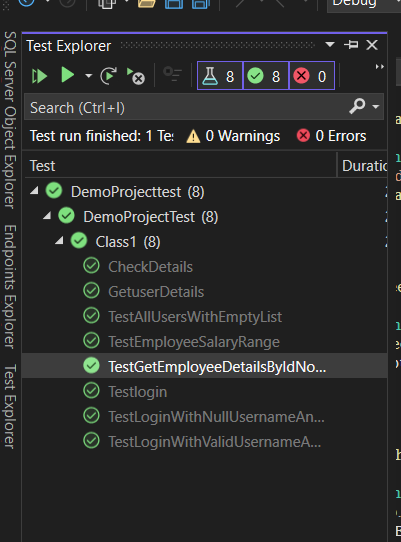 Debug
Test Explorer
8 8 0
Search (Ctrl+I)
Test run finished: 1 Te 0 Warnings 0 Errors
Test Duratio
DemoProjecttest (8)
DemoProjectTest (8)
Class1 (8)
CheckDetails
GetuserDetails
TestAllUsersWithEmptyList
TestEmployeeSalaryRange
TestGetEmployeeDetailsByIdNo...
Testlogin
TestLoginWithNullUsernameAn...
TestLoginWithValidUsernameA...
SQL Server Object Explorer
Endpoints Explorer
Test Explorer